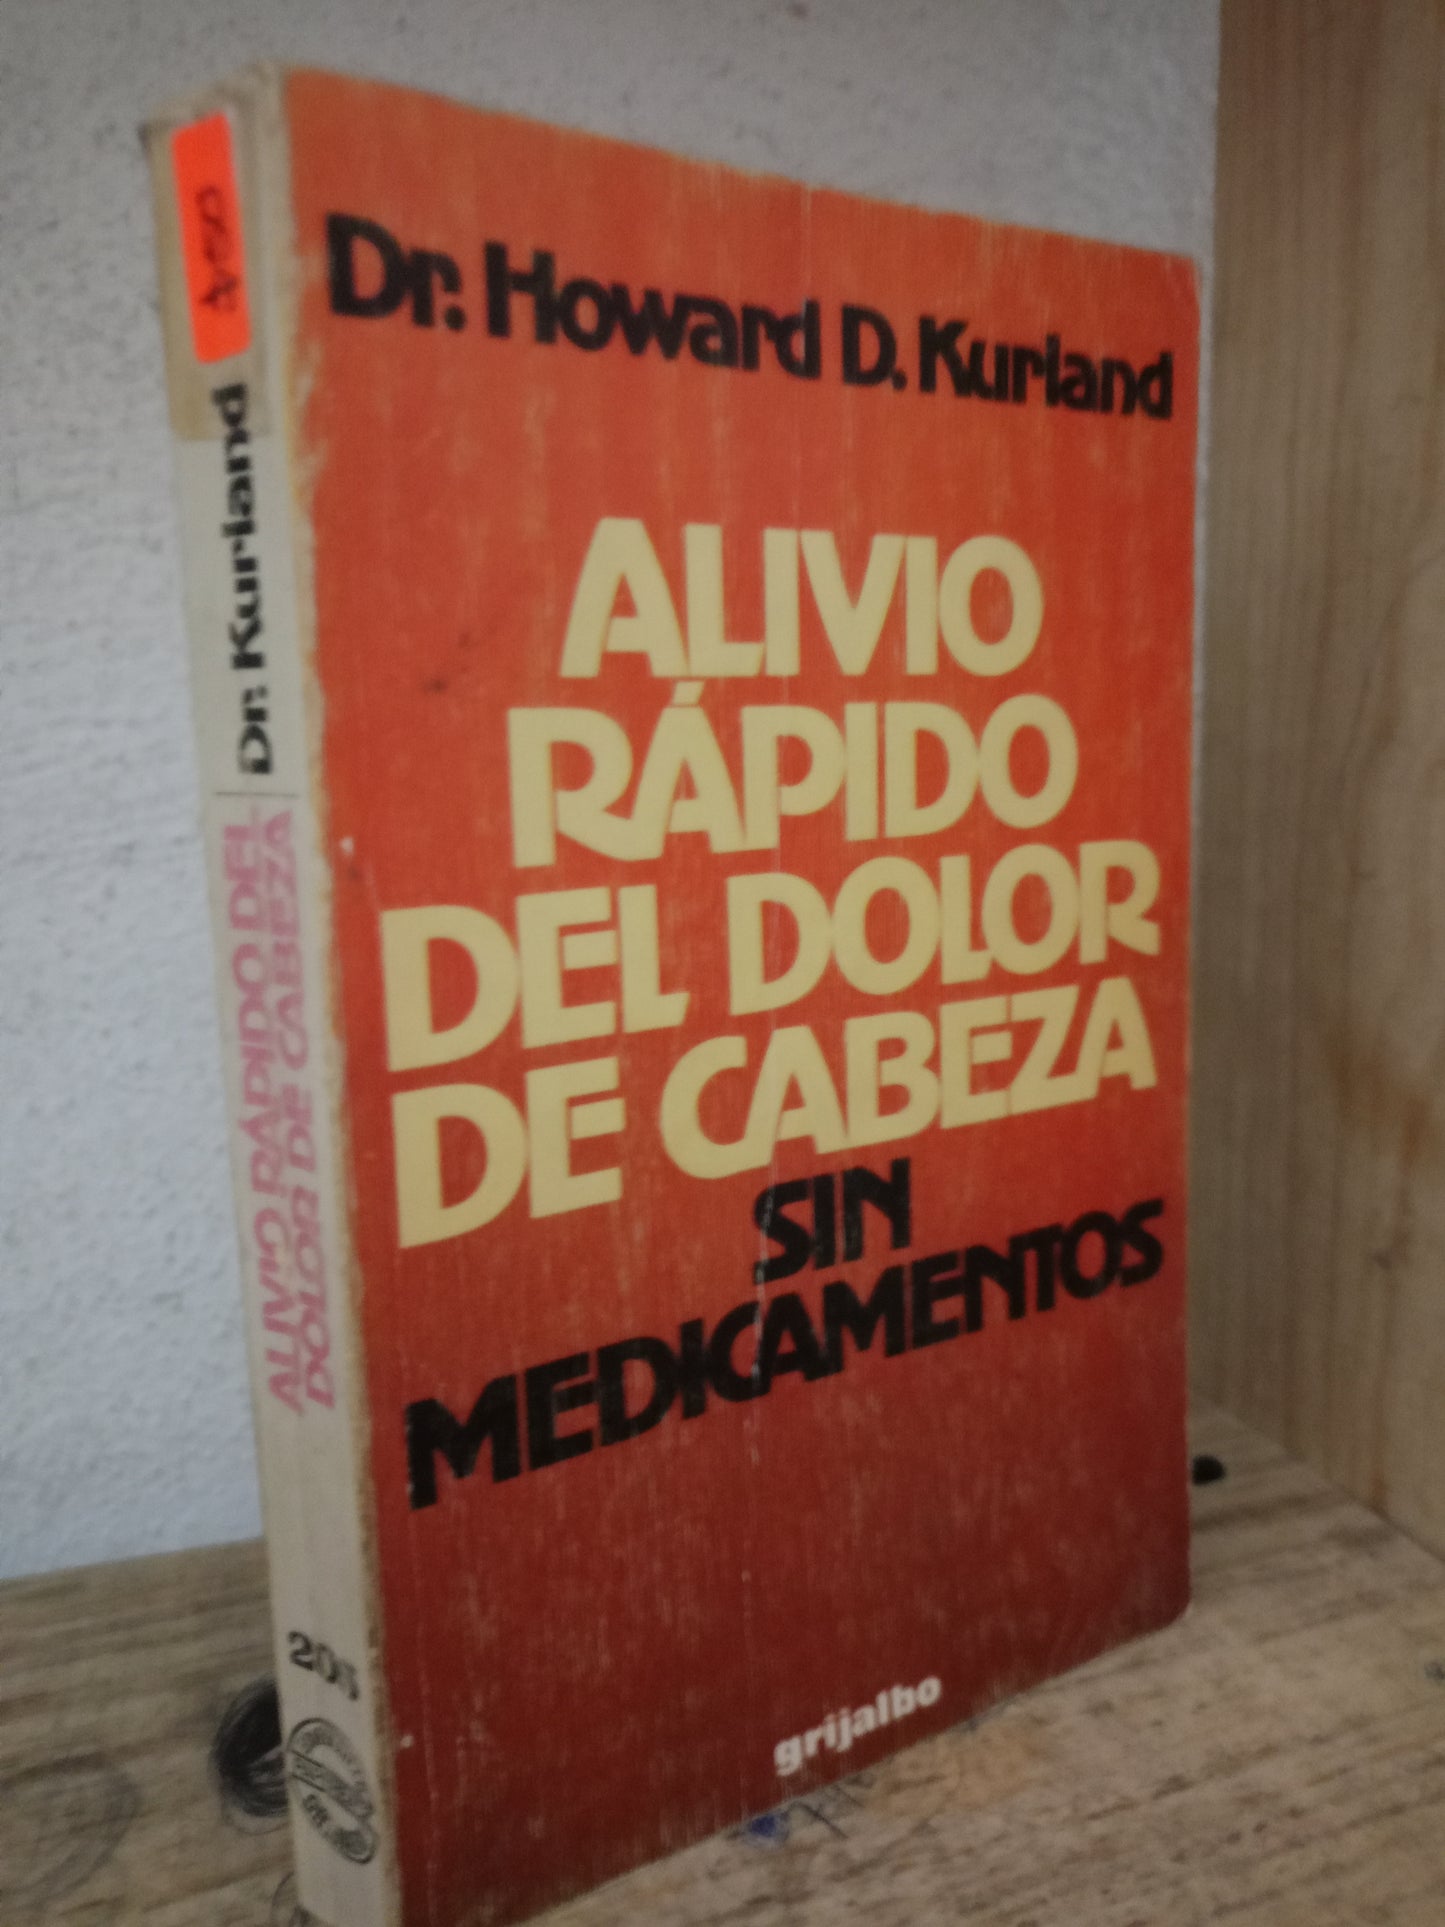 Dr. Howard D. Kurland
ALIVIO
RÁPIDO
DEL DOLOR
DE CABEZA
SIN
MEDICAMENTOS
grijalbo
Dr. Kurland
ALIVIO RÁPIDO DEL
DOLOR DE CABEZA